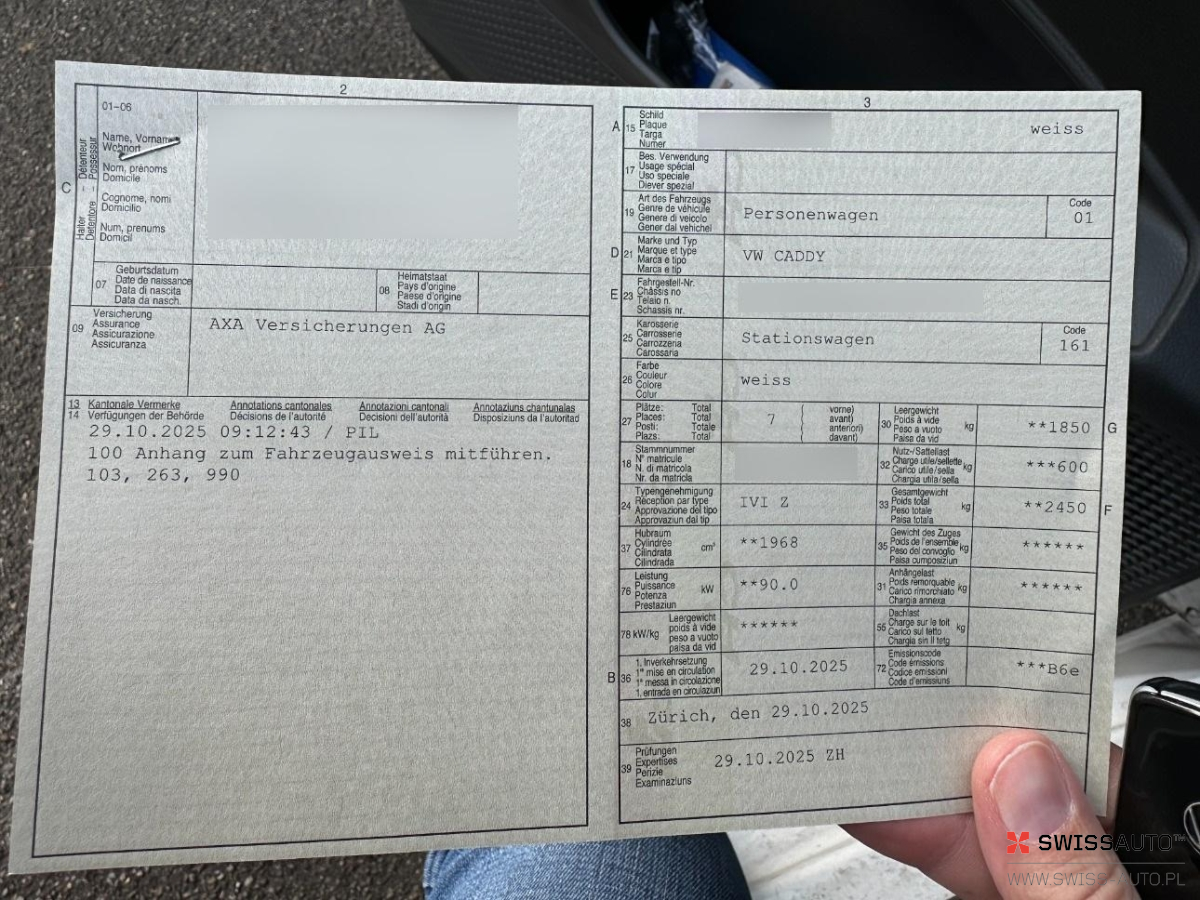 2
01-06
Halter - Détenteur
Detentore - Possessur
C
Name, Vorname
Wohnort
Nom, prénoms
Domicile
Cognome, nomi
Domicilio
Num, prenums
Domicil
07
Geburtsdatum
Date de naissance
Data di nascita
Data da nasch.
08
Heimatstaat
Pays d'origine
Paese d'origine
Stadi d'origin
09
Versicherung
Assurance
Assicurazione
Assicuranza
AXA Versicherungen AG
13 Kantonale Vermerke Annotations cantonales Annotazioni cantonali Annotaziuns chantunalas
14 Verfügungen der Behörde Décisions de l'autorité Decisioni dell'autorità Disposiziuns da l'autoritad
29.10.2025 09:12:43 / PIL
100 Anhang zum Fahrzeugausweis mitführen.
103, 263, 990
3
A 15
Schild
Plaque
Targa
Numer
weiss
17
Bes. Verwendung
Usage spécial
Uso speciale
Diever spezial
19
Art des Fahrzeugs
Genre de véhicule
Genere di veicolo
Gener dal vehichel
Personenwagen
Code
01
D 21
Marke und Typ
Marque et type
Marca e tipo
Marca e tip
VW CADDY
E 23
Fahrgestell-Nr.
Châssis no
Telaio n.
Schassis nr.
25
Karosserie
Carrosserie
Carrozzeria
Carossaria
Stationswagen
Code
161
26
Farbe
Couleur
Colore
Colur
weiss
27
Plätze: Total
Places: Total
Posti: Totale
Plazs: Total
7
vorne)
avant)
anteriori)
davant)
30
Leergewicht
Poids à vide
Peso a vuoto
Paisa da vid
kg
**1850
G
18
Stammnummer
N° matricule
N. di matricola
Nr. da matricla
32
Nutz-/Sattellast
Charge utile/sellette
Carico utile/sella
Chargia utila/sella
kg
***600
24
Typengenehmigung
Réception par type
Approvazione del tipo
Approvaziun dal tip
IVI Z
33
Gesamtgewicht
Poids total
Peso totale
Paisa totala
kg
**2450
F
37
Hubraum
Cylindrée
Cilindrata
Cilindrada
cm³
**1968
35
Gewicht des Zuges
Poids de l'ensemble
Peso del convoglio
Paisa cumposiziun
kg
******
76
Leistung
Puissance
Potenza
Prestaziun
kW
**90.0
31
Anhängelast
Poids remorquable
Carico rimorchiato
Chargia annexa
kg
******
78 kW/kg
Leergewicht
poids à vide
peso a vuoto
paisa da vid
******
55
Dachlast
Charge sur le toit
Carico sul tetto
Chargia sin il tetg
kg
B 36
1. Inverkehrsetzung
1re mise en circulation
1a messa in circolazione
1. entrada en circulaziun
29.10.2025
72
Emissionscode
Code émissions
Codice emissioni
Code d'emissiuns
***B6e
38 Zürich, den 29.10.2025
39
Prüfungen
Expertises
Perizie
Examinaziuns
29.10.2025 ZH
SWISSAUTO™
WWW.SWISS-AUTO.PL